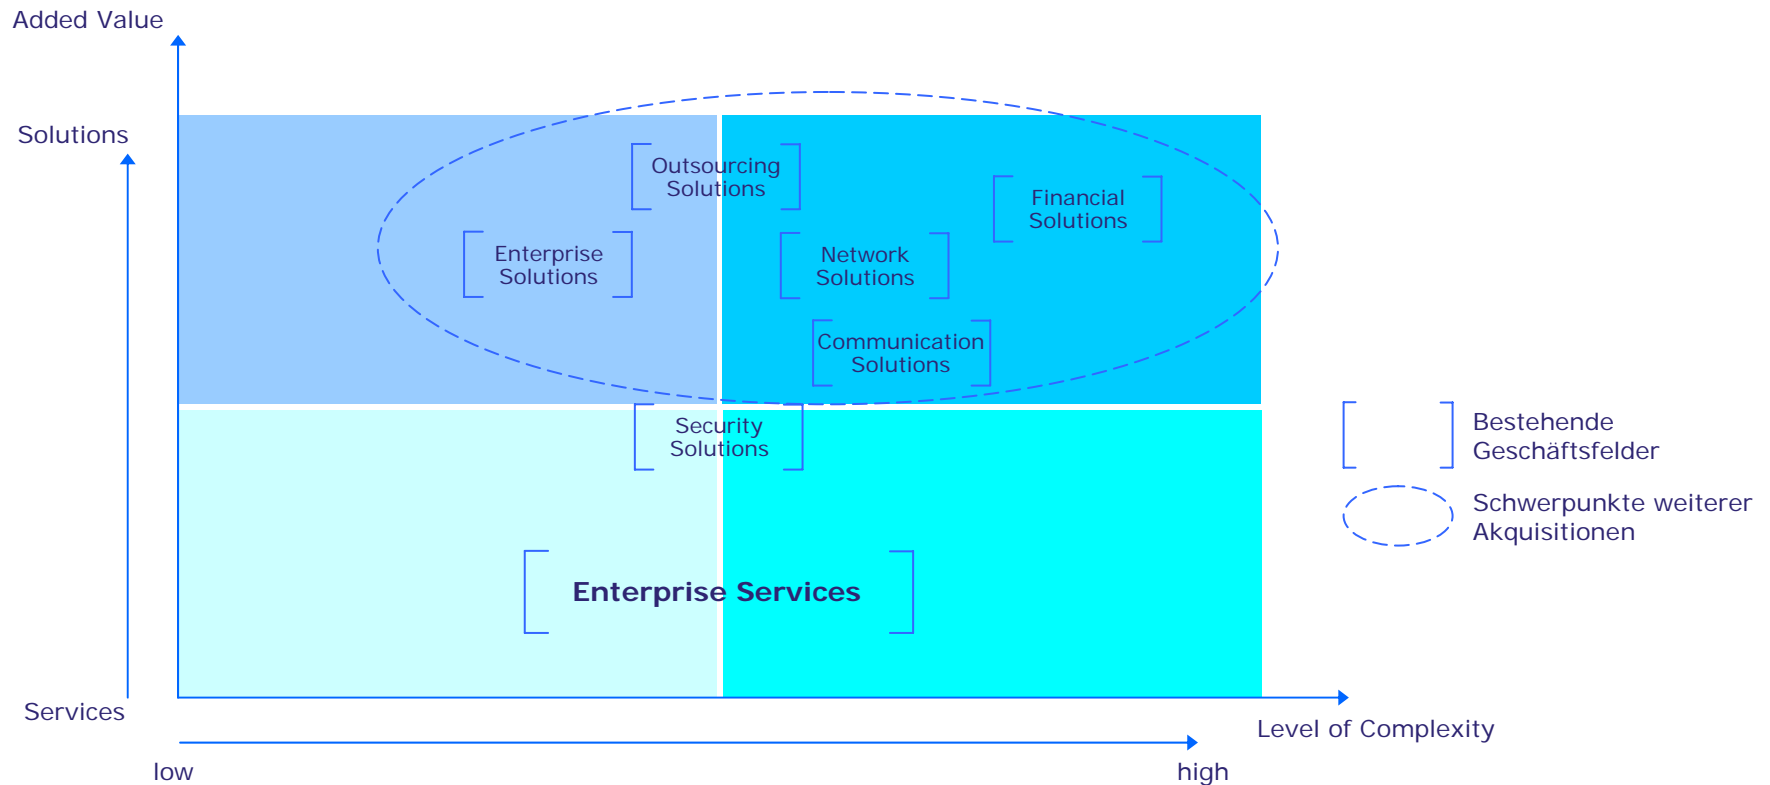 Added Value
Solutions
Outsourcing
Solutions
Financial
Solutions
Enterprise
Solutions
Network
Solutions
Communication
Solutions
Security
Solutions
Enterprise Services
Bestehende
Geschäftsfelder
Schwerpunkte weiterer
Akquisitionen
Services
Level of Complexity
low
high